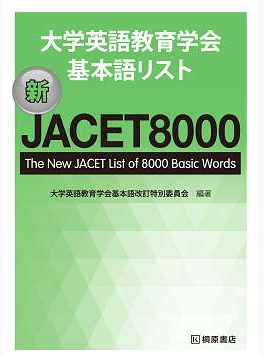 大学英語教育学会
基本語リスト
新
JACET8000
The New JACET List of 8000 Basic Words
大学英語教育学会基本語改訂特別委員会 編著
K 桐原書店